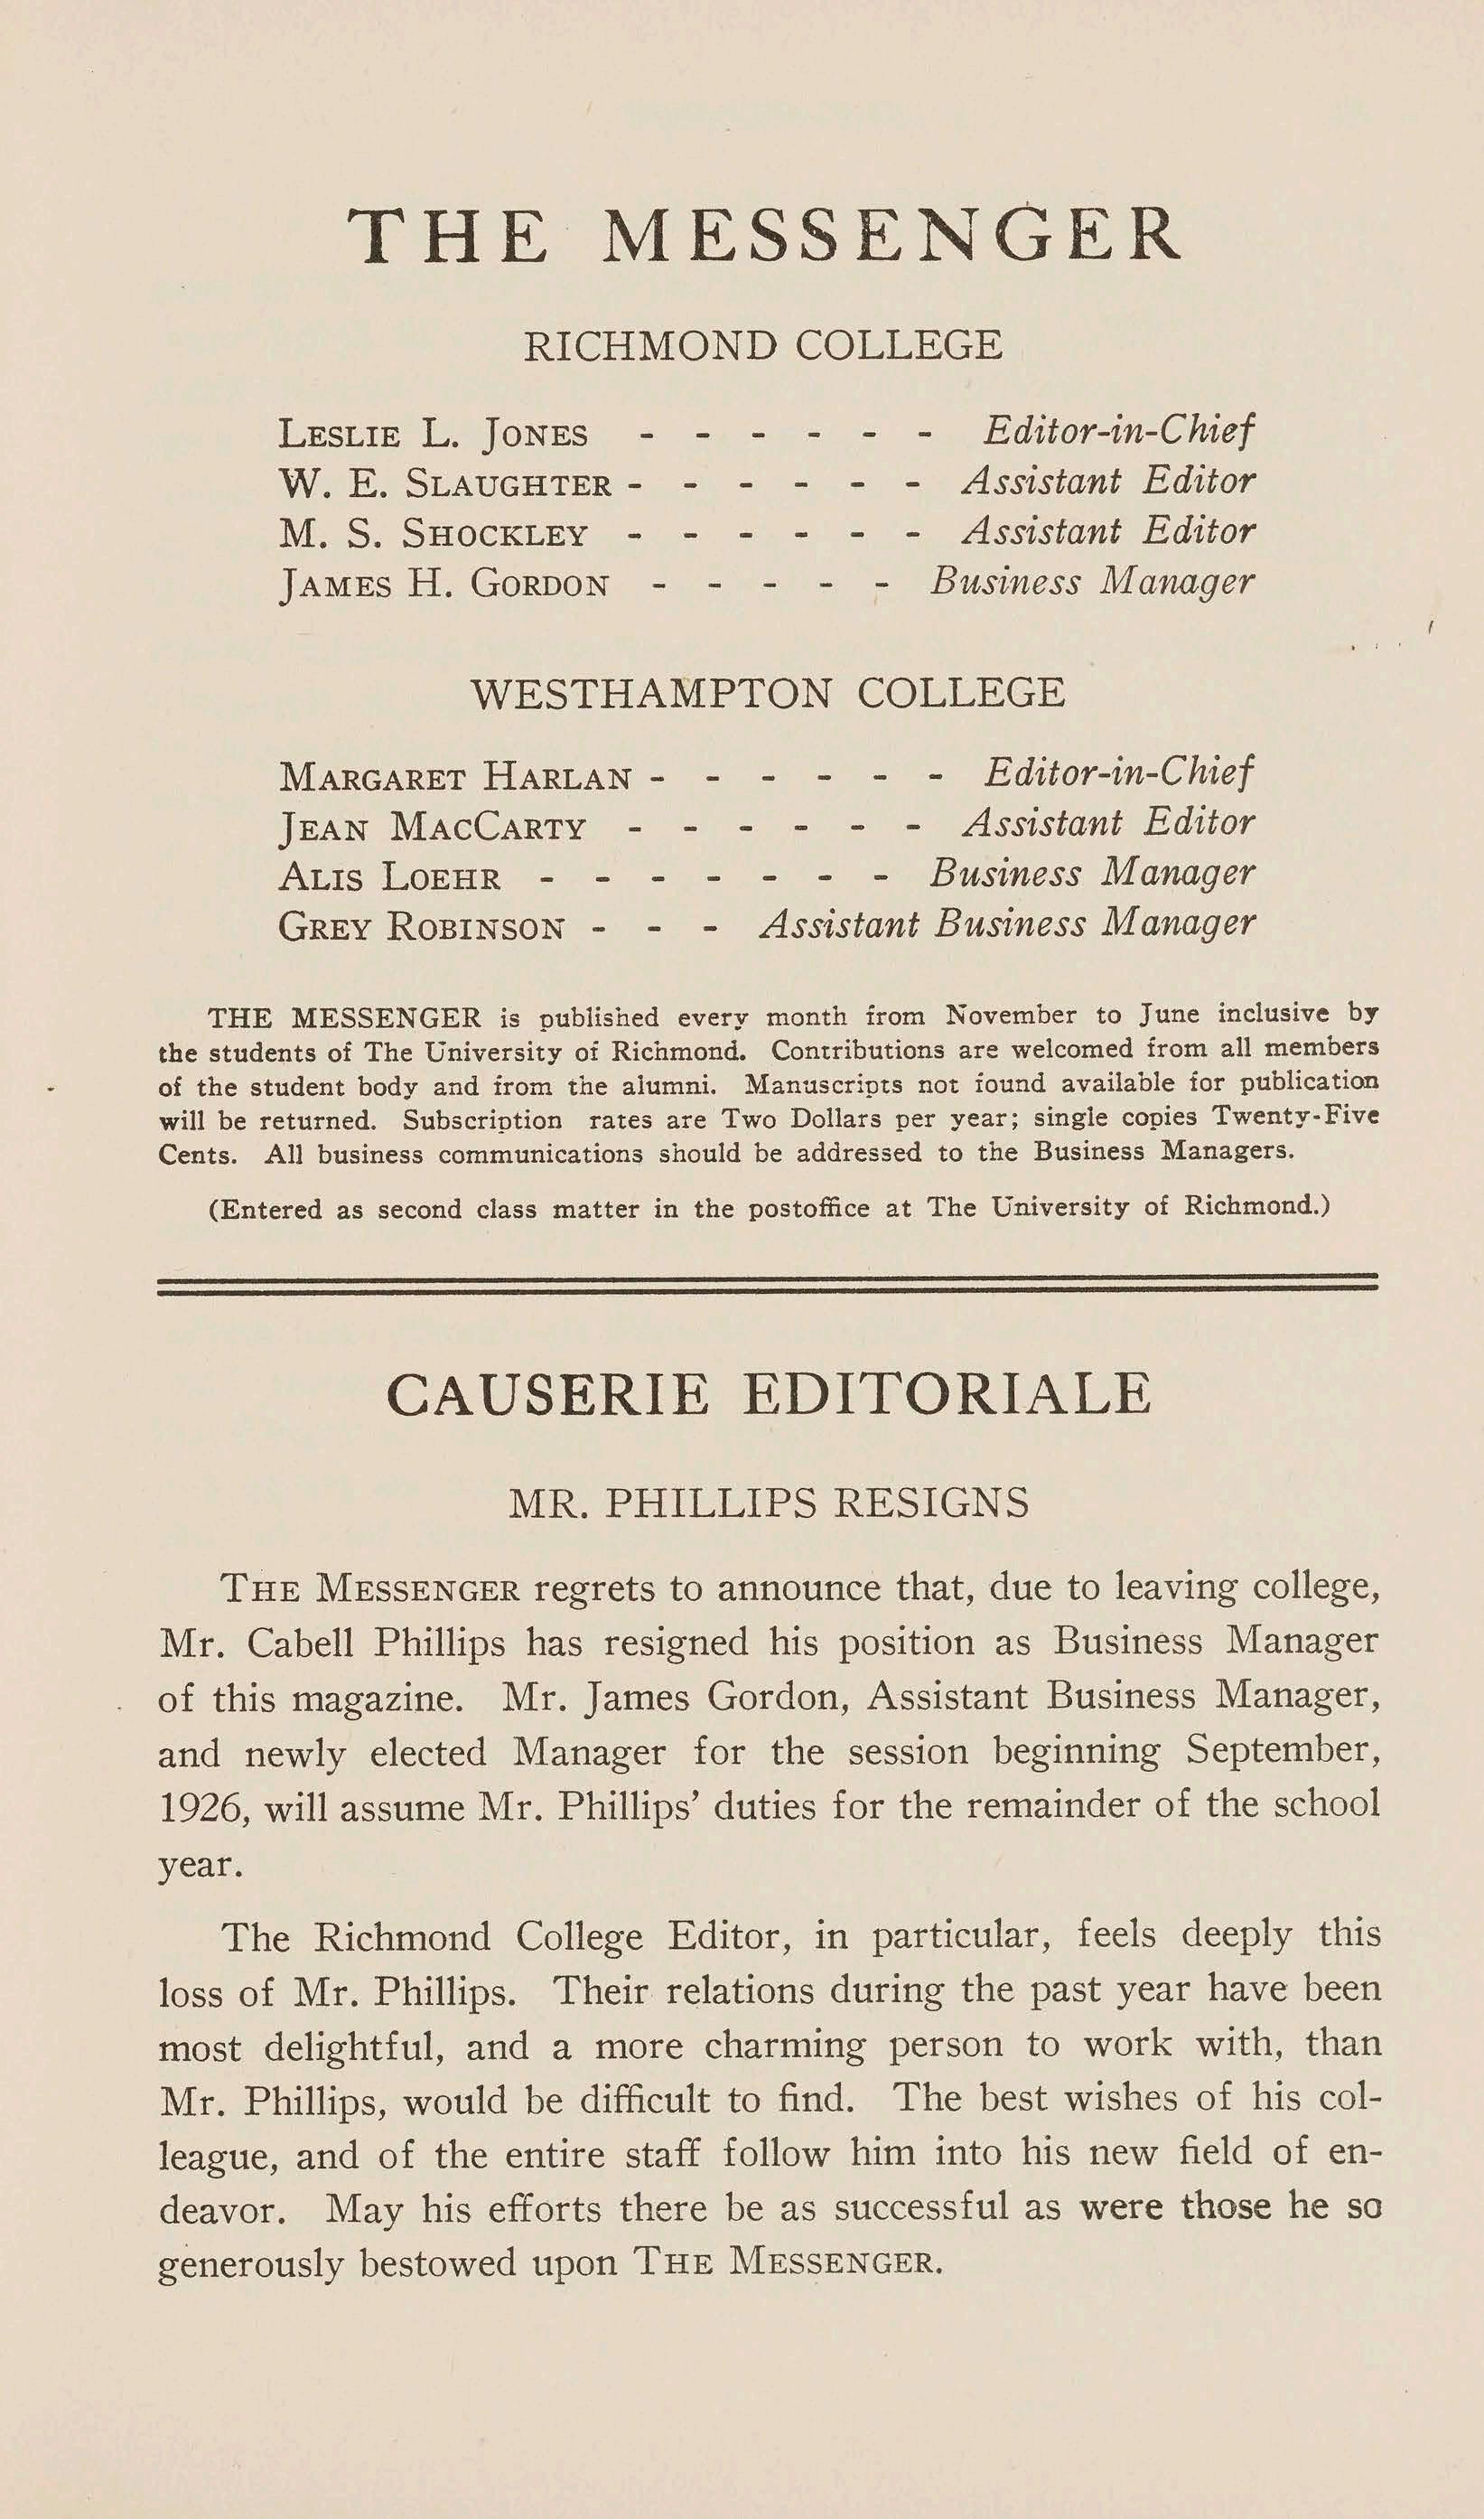 THE MESSENGER
RICHMOND COLLEGE
LESLIE L. JONES - - - - - - Editor-in-Chief
W. E. SLAUGHTER - - - - - - Assistant Editor
M. S. SHOCKLEY - - - - - - Assistant Editor
JAMES H. GORDON - - - - - Business Manager
WESTHAMPTON COLLEGE
MARGARET HARLAN - - - - - - Editor-in-Chief
JEAN MACCARTY - - - - - - Assistant Editor
ALIS LOEHR - - - - - - - Business Manager
GREY ROBINSON - - - Assistant Business Manager
THE MESSENGER is published every month from November to June inclusive by
the students of The University of Richmond. Contributions are welcomed from all members
of the student body and from the alumni. Manuscripts not found available for publication
will be returned. Subscription rates are Two Dollars per year; single copies Twenty-Five
Cents. All business communications should be addressed to the Business Managers.
(Entered as second class matter in the postoffice at The University of Richmond.)
CAUSERIE EDITORIALE
MR. PHILLIPS RESIGNS
THE MESSENGER regrets to announce that, due to leaving college,
Mr. Cabell Phillips has resigned his position as Business Manager
of this magazine. Mr. James Gordon, Assistant Business Manager,
and newly elected Manager for the session beginning September,
1926, will assume Mr. Phillips' duties for the remainder of the school
year.
The Richmond College Editor, in particular, feels deeply this
loss of Mr. Phillips. Their relations during the past year have been
most delightful, and a more charming person to work with, than
Mr. Phillips, would be difficult to find. The best wishes of his col-
league, and of the entire staff follow him into his new field of en-
deavor. May his efforts there be as successful as were those he so
generously bestowed upon THE MESSENGER.